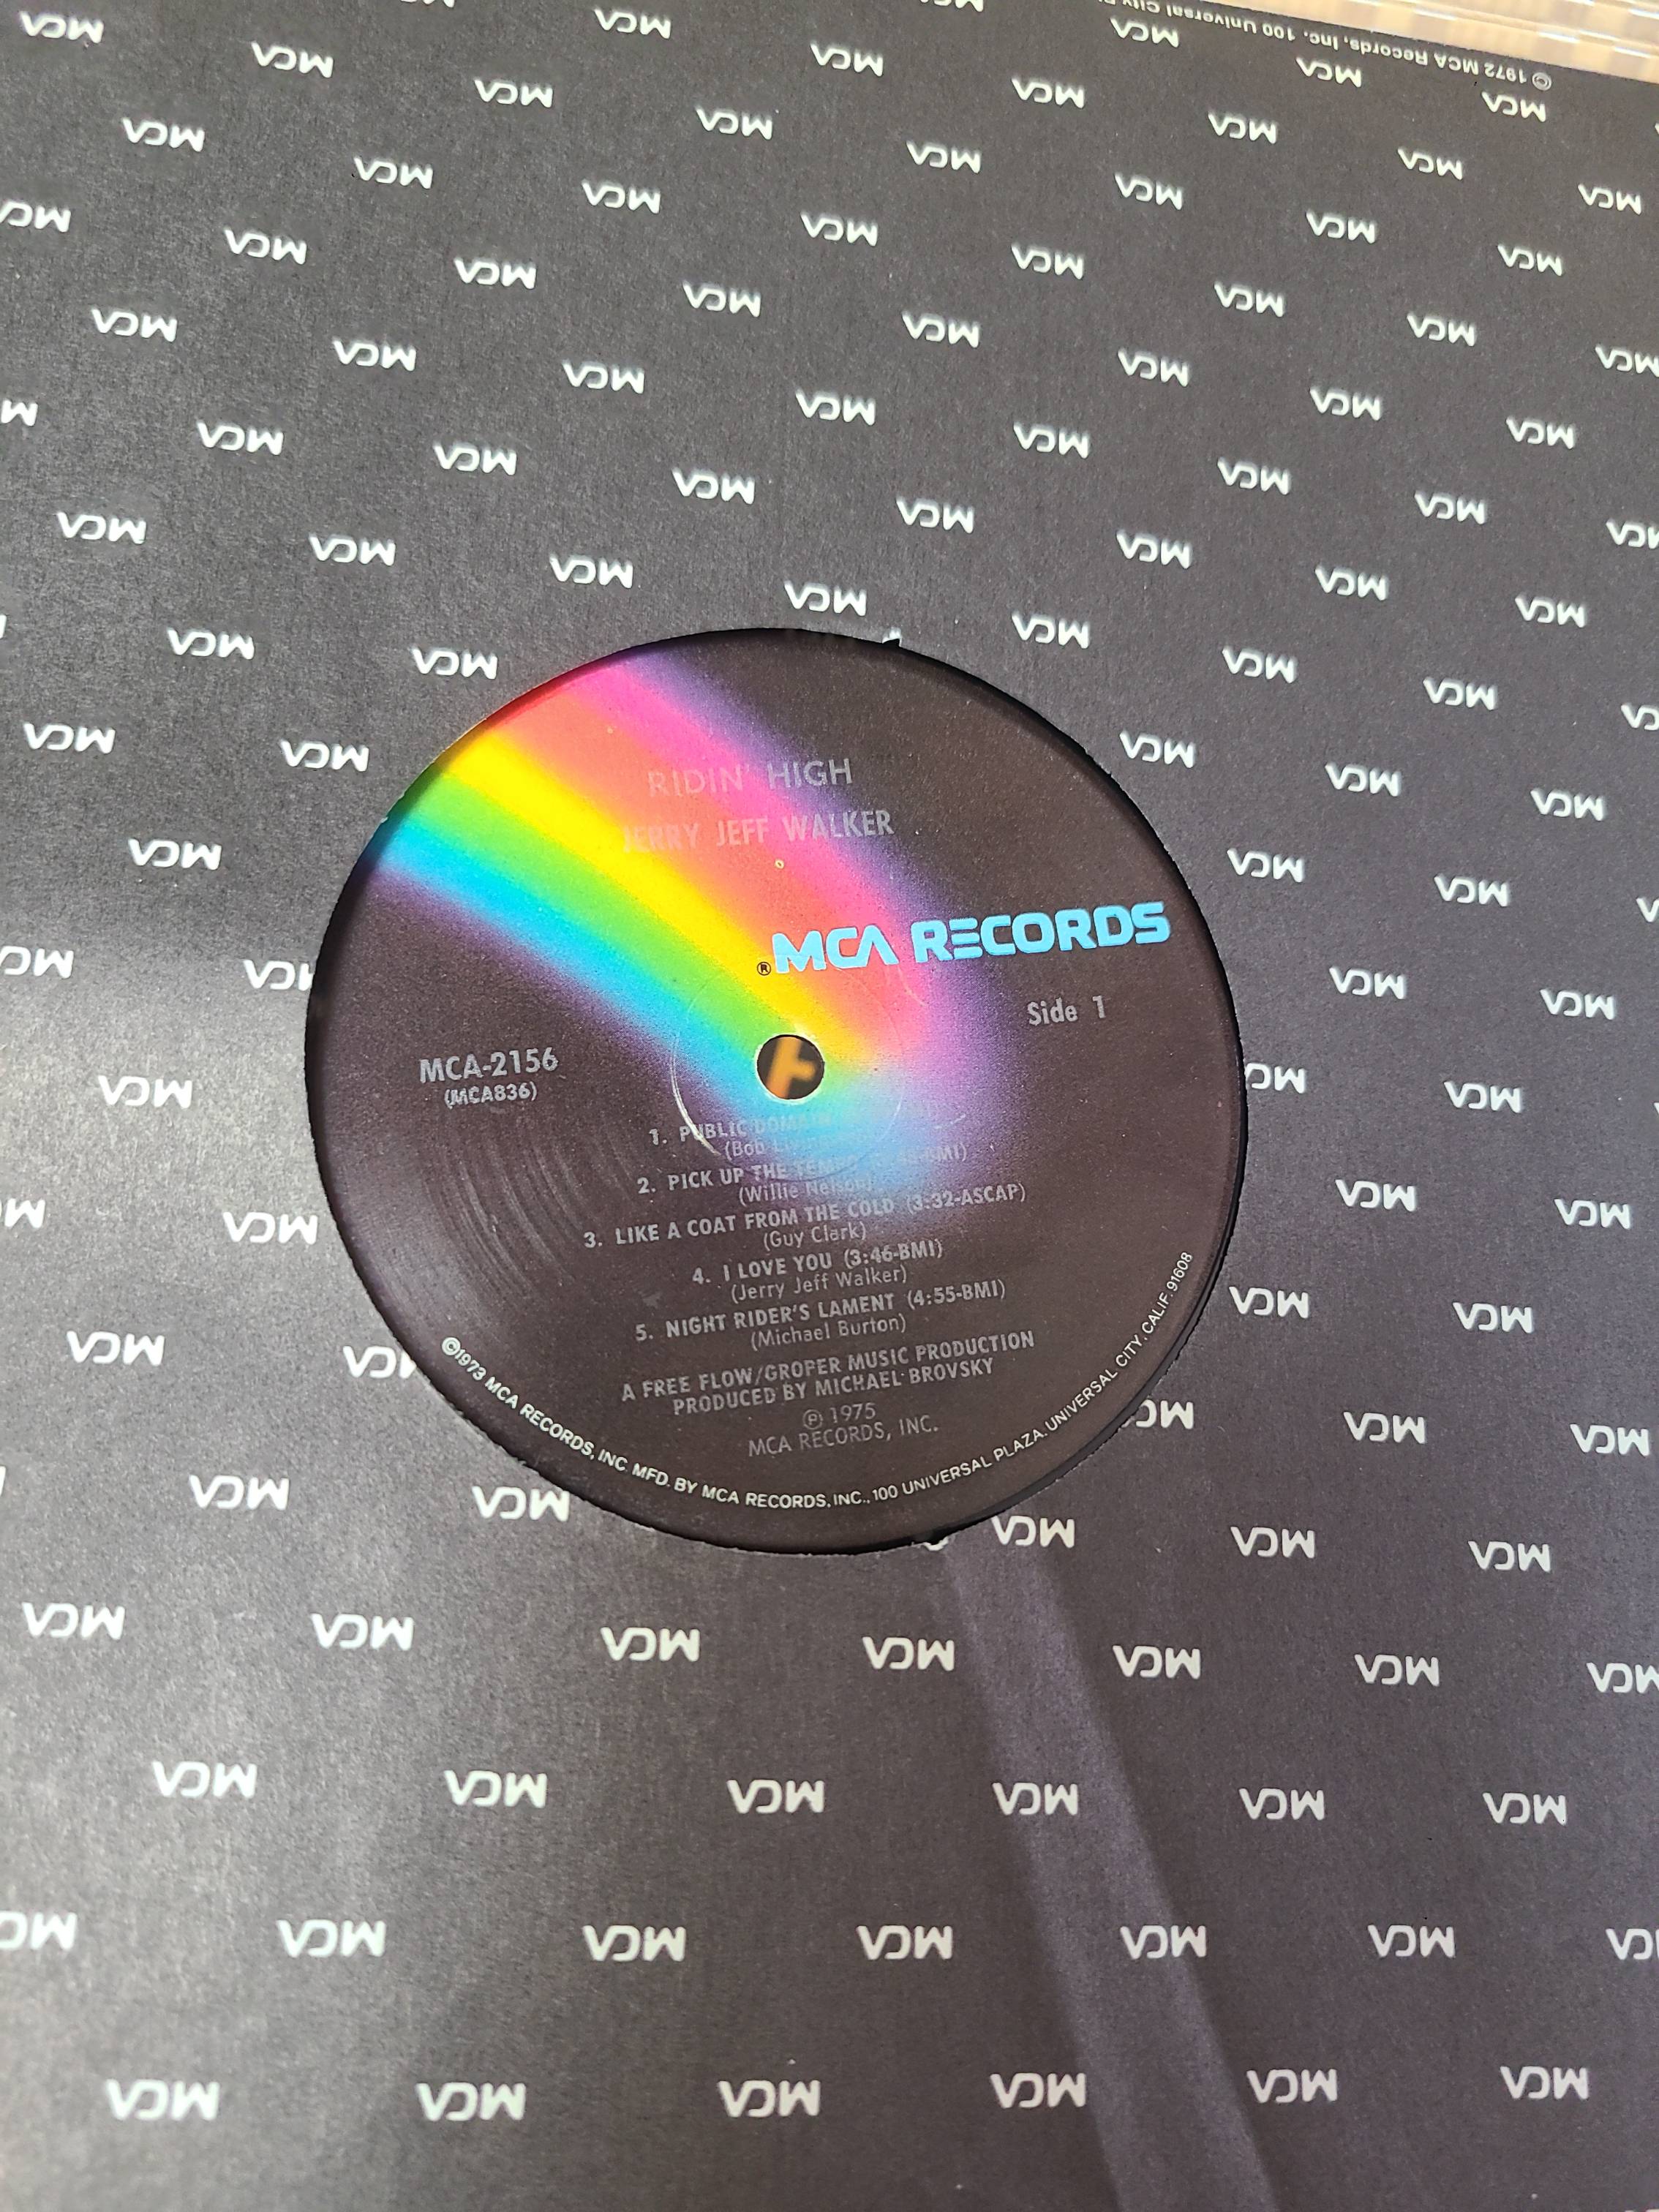 © 1972 MCA Records, Inc. 100 Universal City
MCA
RIDIN' HIGH
JERRY JEFF WALKER
®MCA RECORDS
Side 1
MCA-2156
(MCA836)
1. PUBLIC DOMAIN
(Bob
2. PICK UP THE TEMPO BMI)
(Willie Nelson)
3. LIKE A COAT FROM THE COLD (3:32-ASCAP)
(Guy Clark)
4. I LOVE YOU (3:46-BMI)
(Jerry Jeff Walker)
5. NIGHT RIDER'S LAMENT (4:55-BMI)
(Michael Burton)
A FREE FLOW/GROPER MUSIC PRODUCTION
PRODUCED BY MICHAEL BROVSKY
℗ 1975
MCA RECORDS, INC.
©1973 MCA RECORDS, INC. MFD. BY MCA RECORDS, INC., 100 UNIVERSAL PLAZA, UNIVERSAL CITY, CALIF. 91608